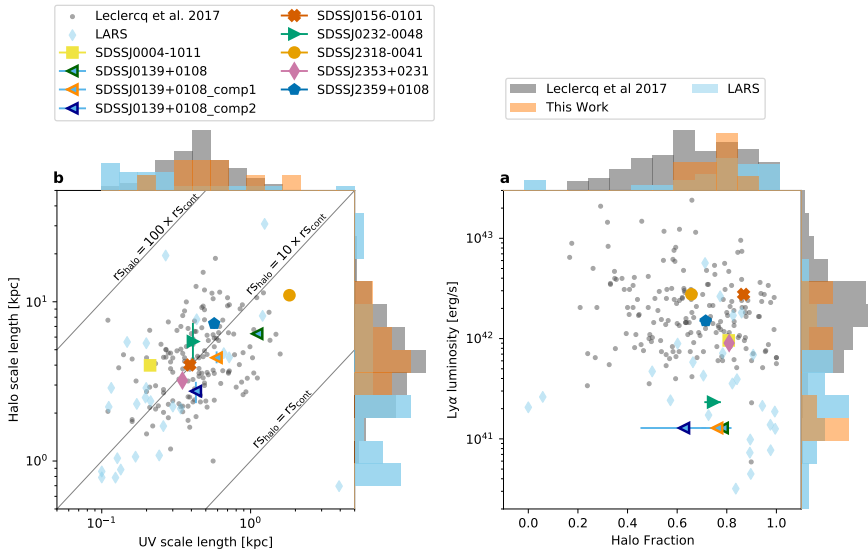 Leclercq et al. 2017
LARS
SDSSJ0004-1011
SDSSJ0139+0108
SDSSJ0139+0108_comp1
SDSSJ0139+0108_comp2
SDSSJ0156-0101
SDSSJ0232-0048
SDSSJ2318-0041
SDSSJ2353+0231
SDSSJ2359+0108
Leclercq et al 2017
This Work
LARS
b
rs_halo = 100 × rs_cont
rs_halo = 10 × rs_cont
rs_halo = rs_cont
Halo scale length [kpc]
10^1
10^0
10^−1
10^0
UV scale length [kpc]
a
Lyα luminosity [erg/s]
10^43
10^42
10^41
0.0 0.2 0.4 0.6 0.8 1.0
Halo Fraction